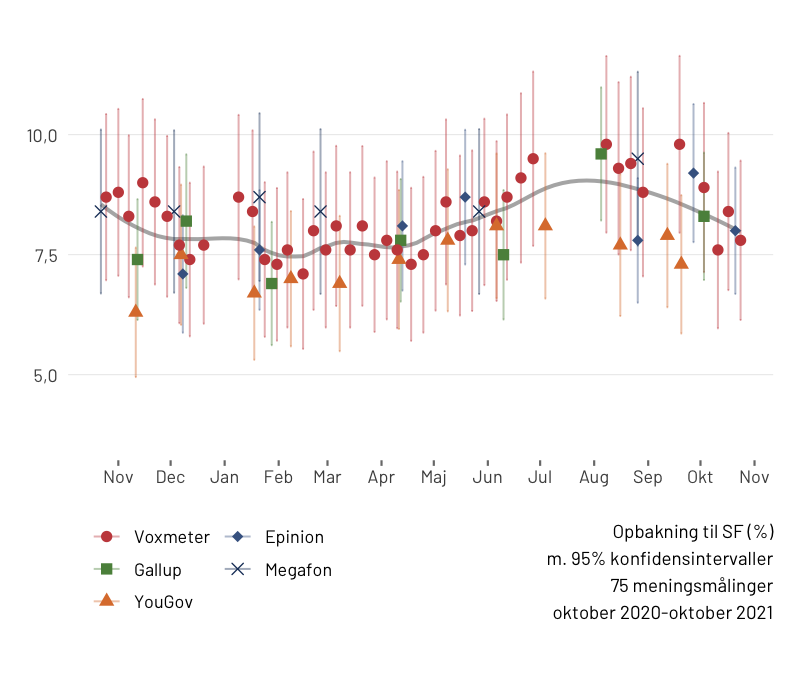 10,0
7,5
5,0
Nov Dec Jan Feb Mar Apr Maj Jun Jul Aug Sep Okt Nov
Voxmeter Epinion
Gallup Megafon
YouGov
Opbakning til SF (%)
m. 95% konfidensintervaller
75 meningsmålinger
oktober 2020-oktober 2021